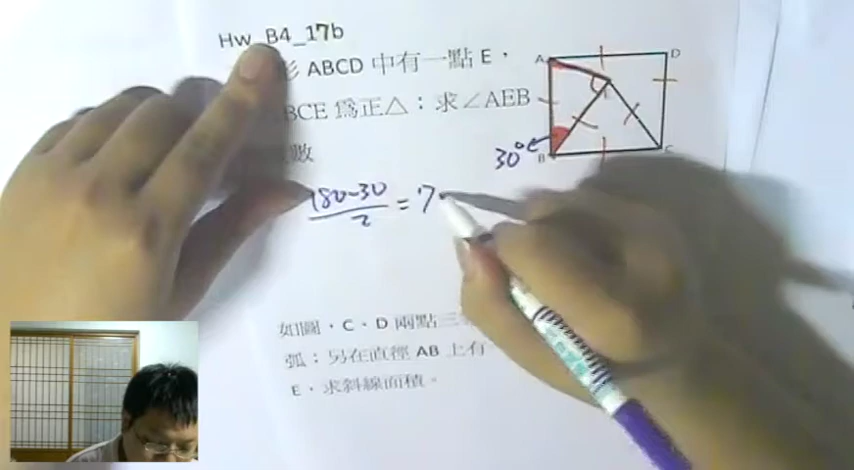 Hw_B4_17b
形 ABCD 中有一點 E，
BCE 為正△；求∠AEB
數
A
D
E
30°
B
C
180-30
2
= 7
如圖，C、D 兩點三
弧；另在直徑 AB 上有
E，求斜線面積。